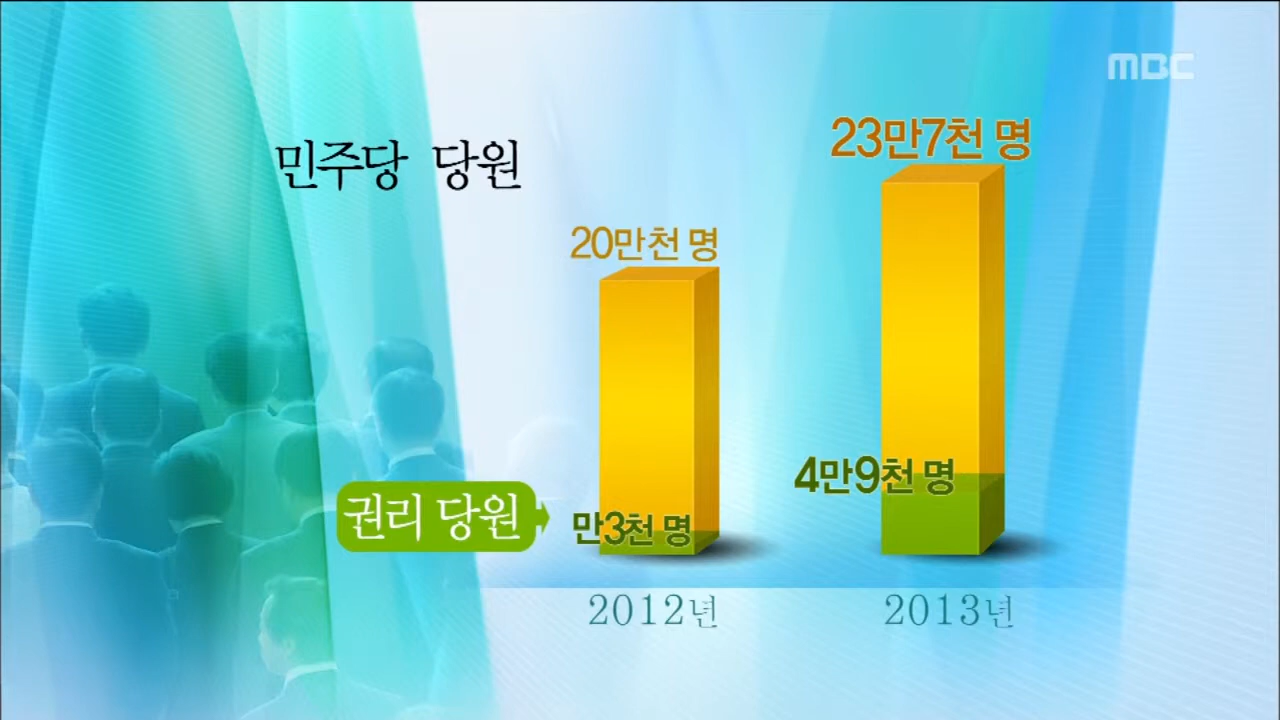 MBC
민주당 당원
23만7천 명
20만천 명
4만9천 명
권리 당원
만3천 명
2012년
2013년